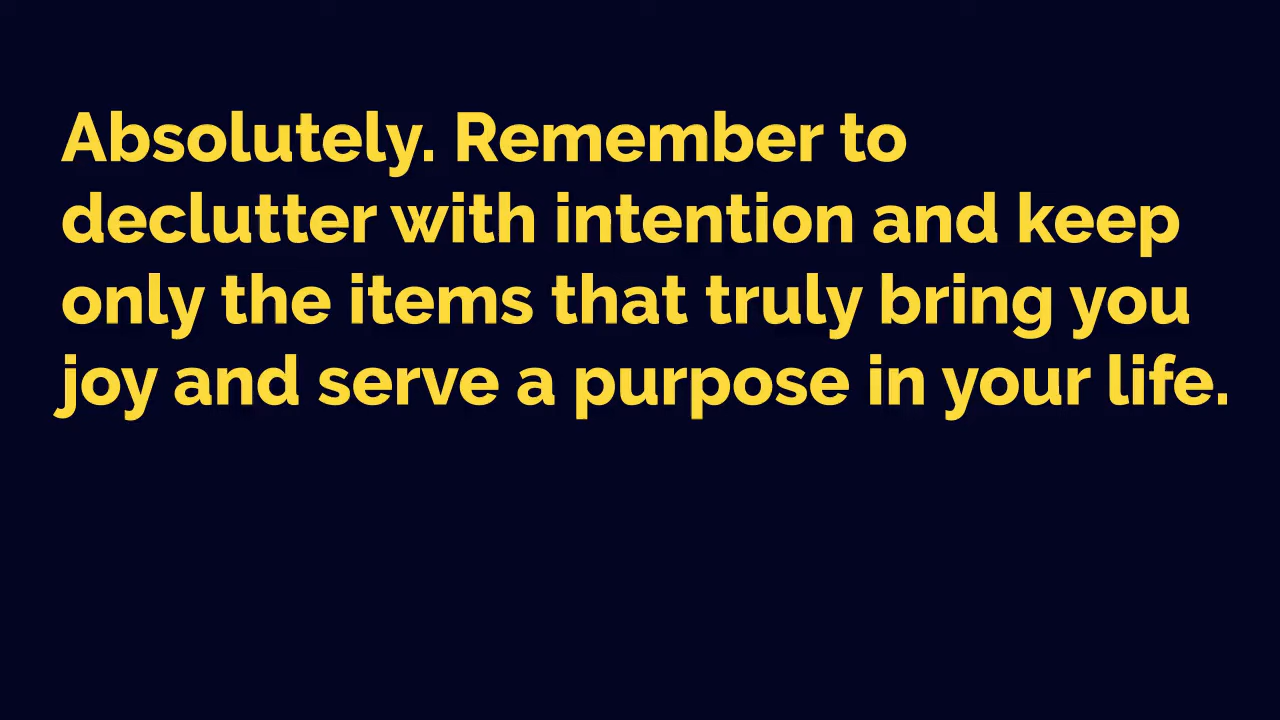 Absolutely. Remember to
declutter with intention and keep
only the items that truly bring you
joy and serve a purpose in your life.